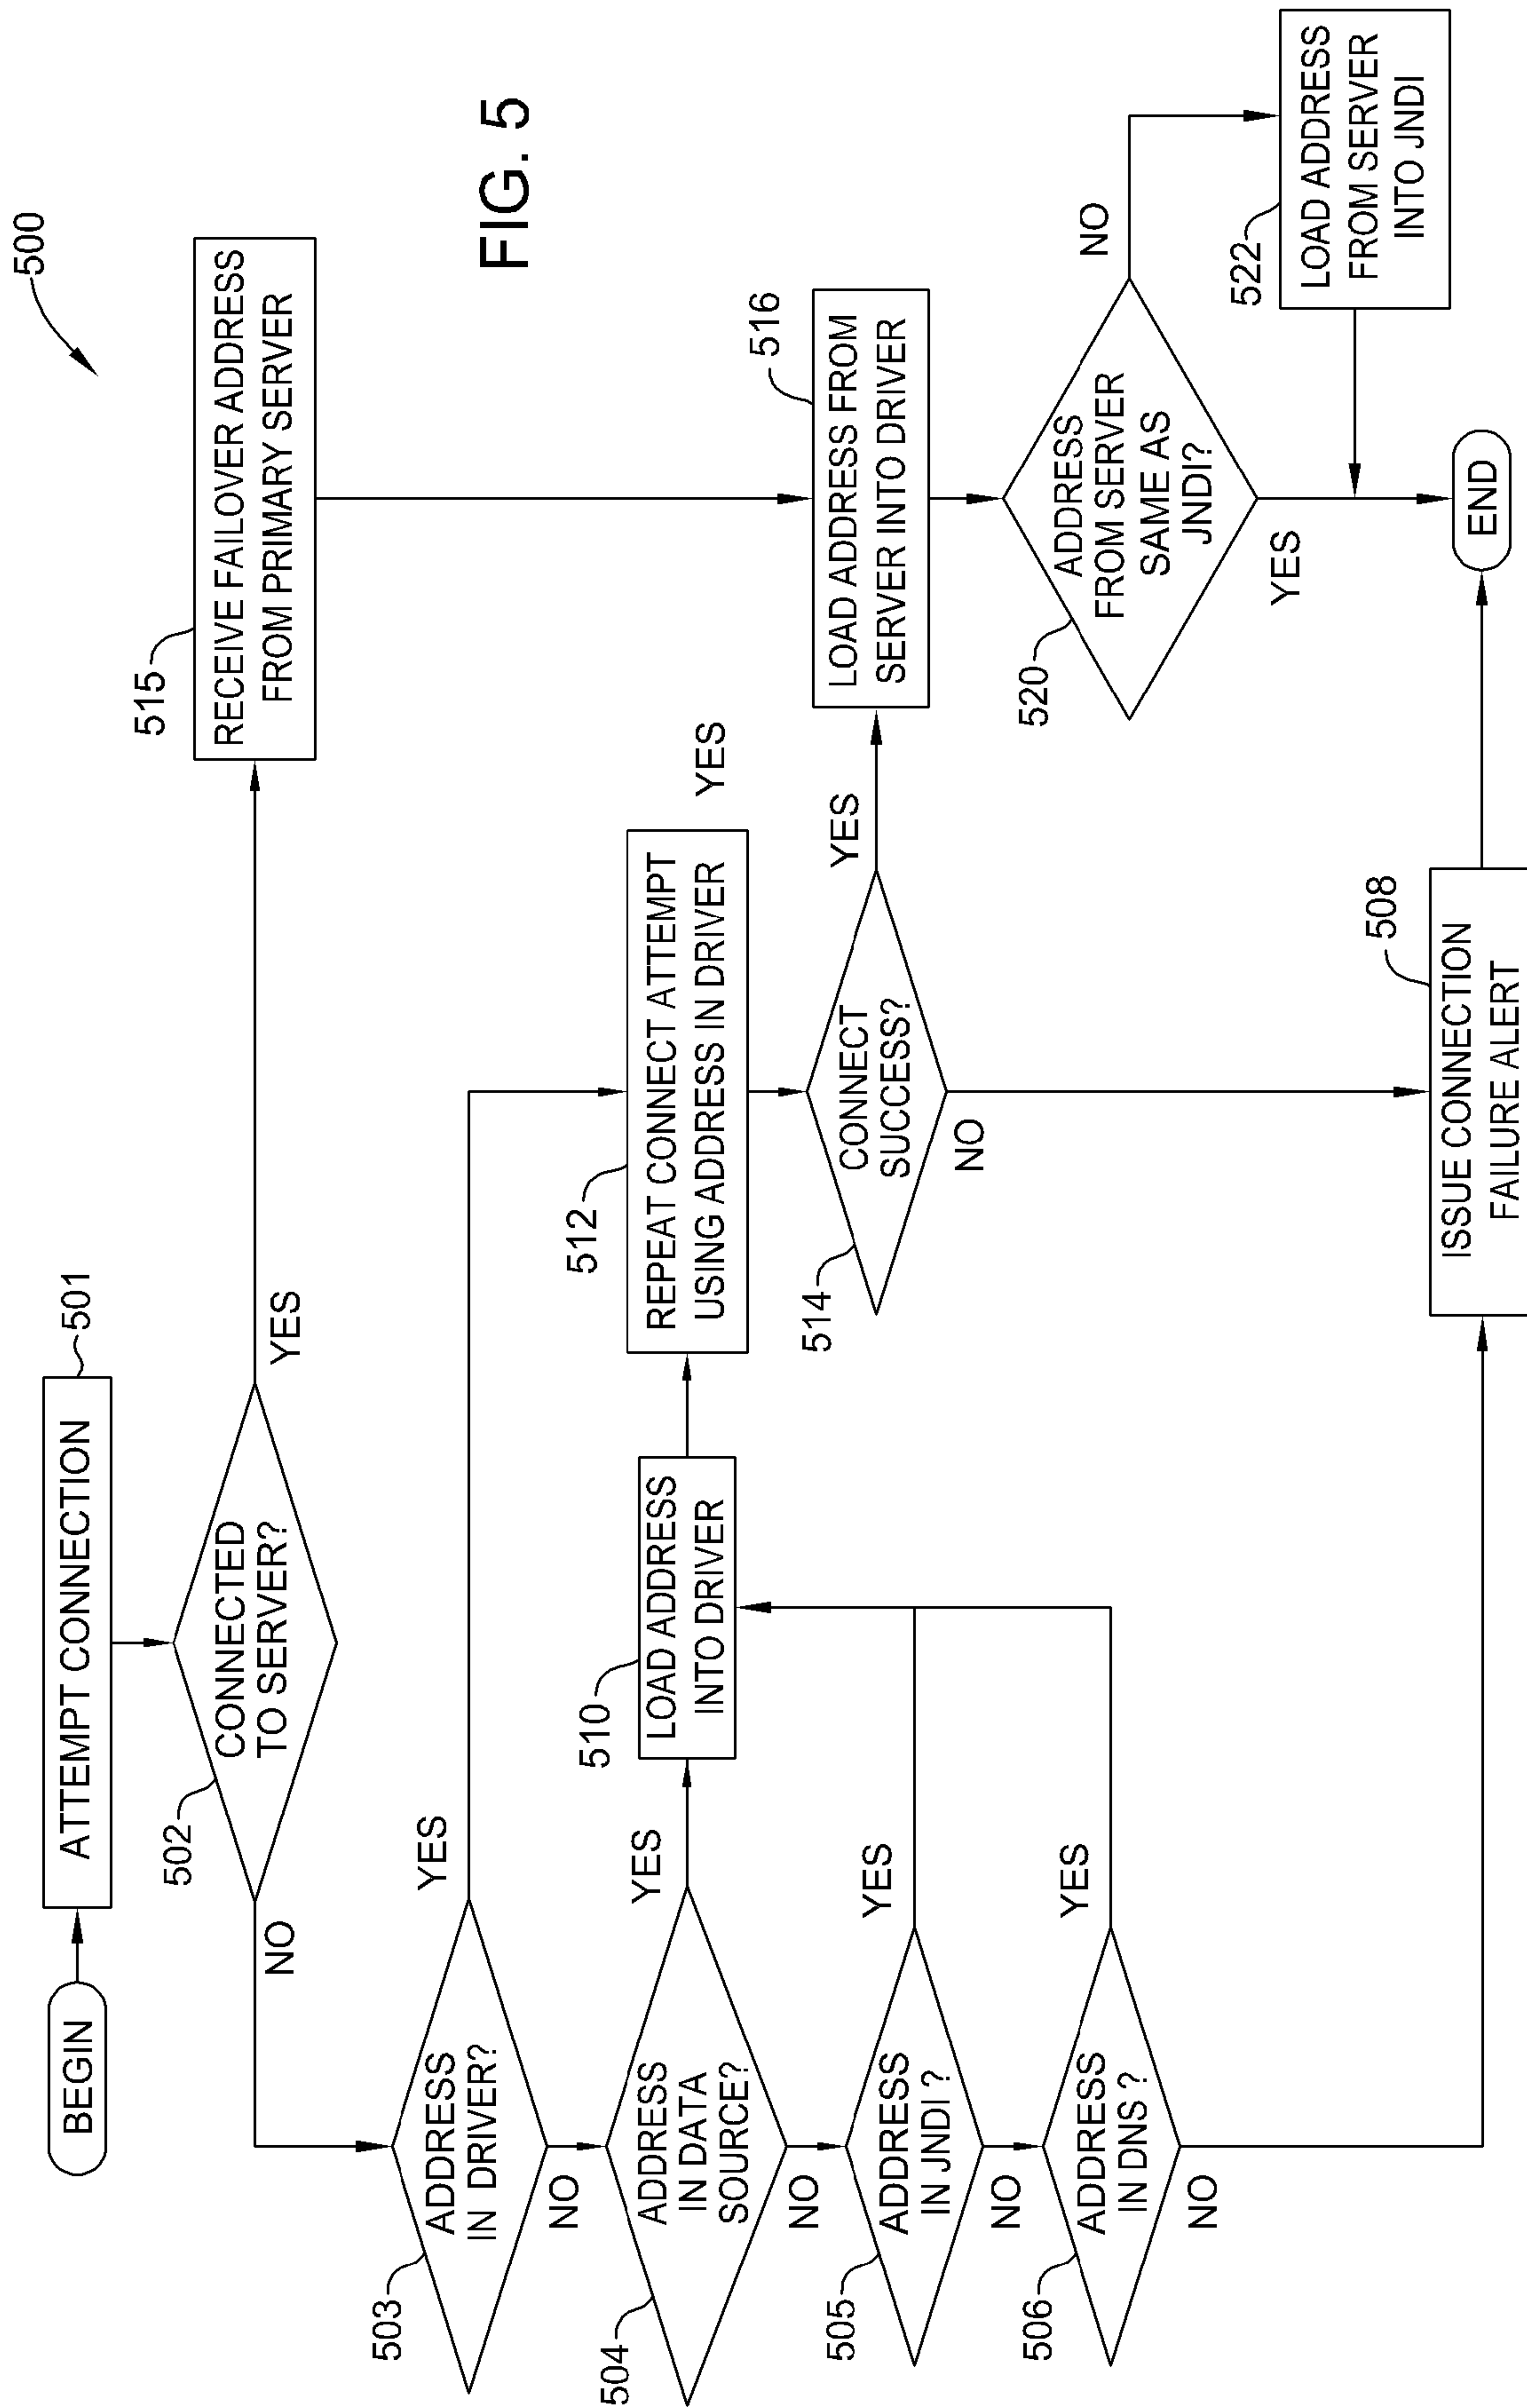 500
BEGIN
ATTEMPT CONNECTION
501
502
CONNECTED
TO SERVER?
YES
NO
515
RECEIVE FAILOVER ADDRESS
FROM PRIMARY SERVER
503
ADDRESS
IN DRIVER?
YES
NO
504
ADDRESS
IN DATA
SOURCE?
YES
NO
510
LOAD ADDRESS
INTO DRIVER
512
REPEAT CONNECT ATTEMPT
USING ADDRESS IN DRIVER
YES
FIG. 5
505
ADDRESS
IN JNDI ?
YES
NO
514
CONNECT
SUCCESS?
YES
NO
516
LOAD ADDRESS FROM
SERVER INTO DRIVER
506
ADDRESS
IN DNS ?
YES
NO
520
ADDRESS
FROM SERVER
SAME AS
JNDI?
NO
YES
522
LOAD ADDRESS
FROM SERVER
INTO JNDI
508
ISSUE CONNECTION
FAILURE ALERT
END